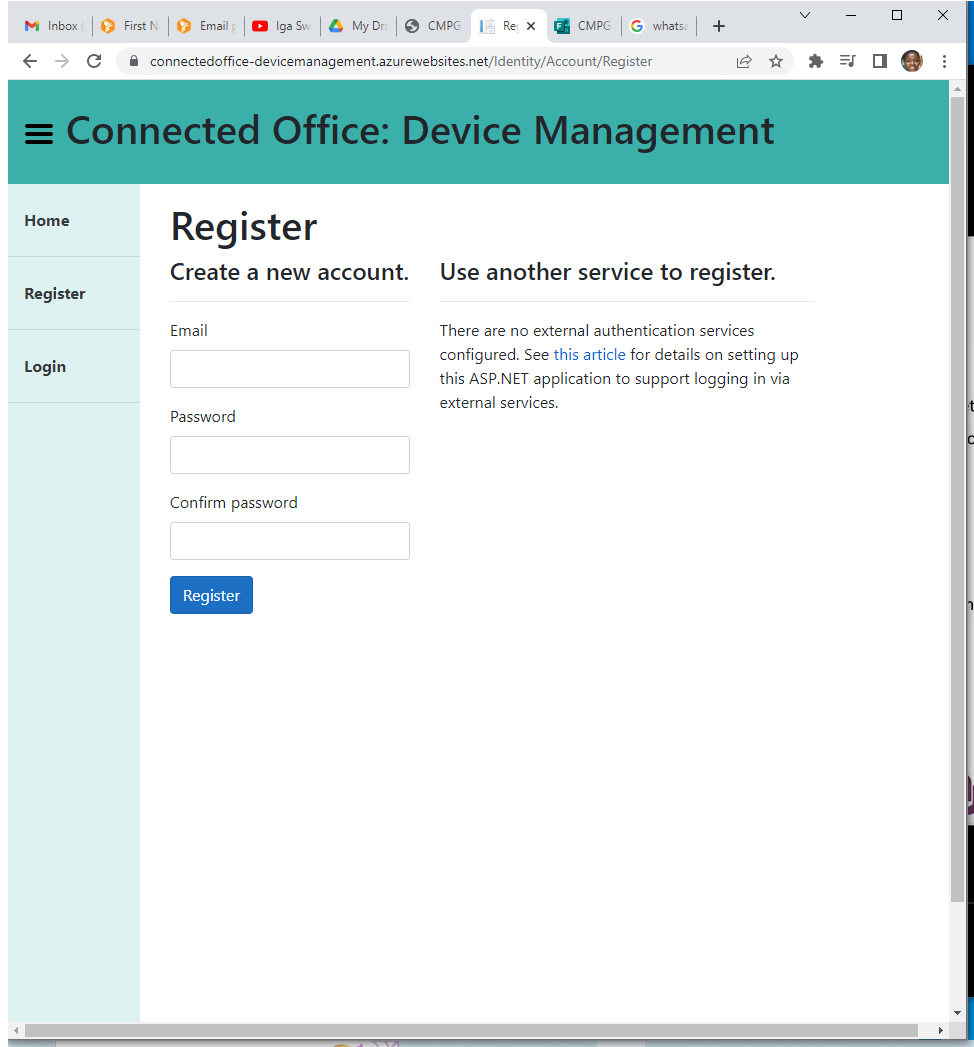 Inbox
First N
Email p
Iga Sw
My Dri
CMPG
Re
CMPG
whatsa
connectedoffice-devicemanagement.azurewebsites.net/Identity/Account/Register
Connected Office: Device Management
Home
Register
Login
Register
Create a new account.
Use another service to register.
Email
Password
Confirm password
Register
There are no external authentication services
configured. See this article for details on setting up
this ASP.NET application to support logging in via
external services.